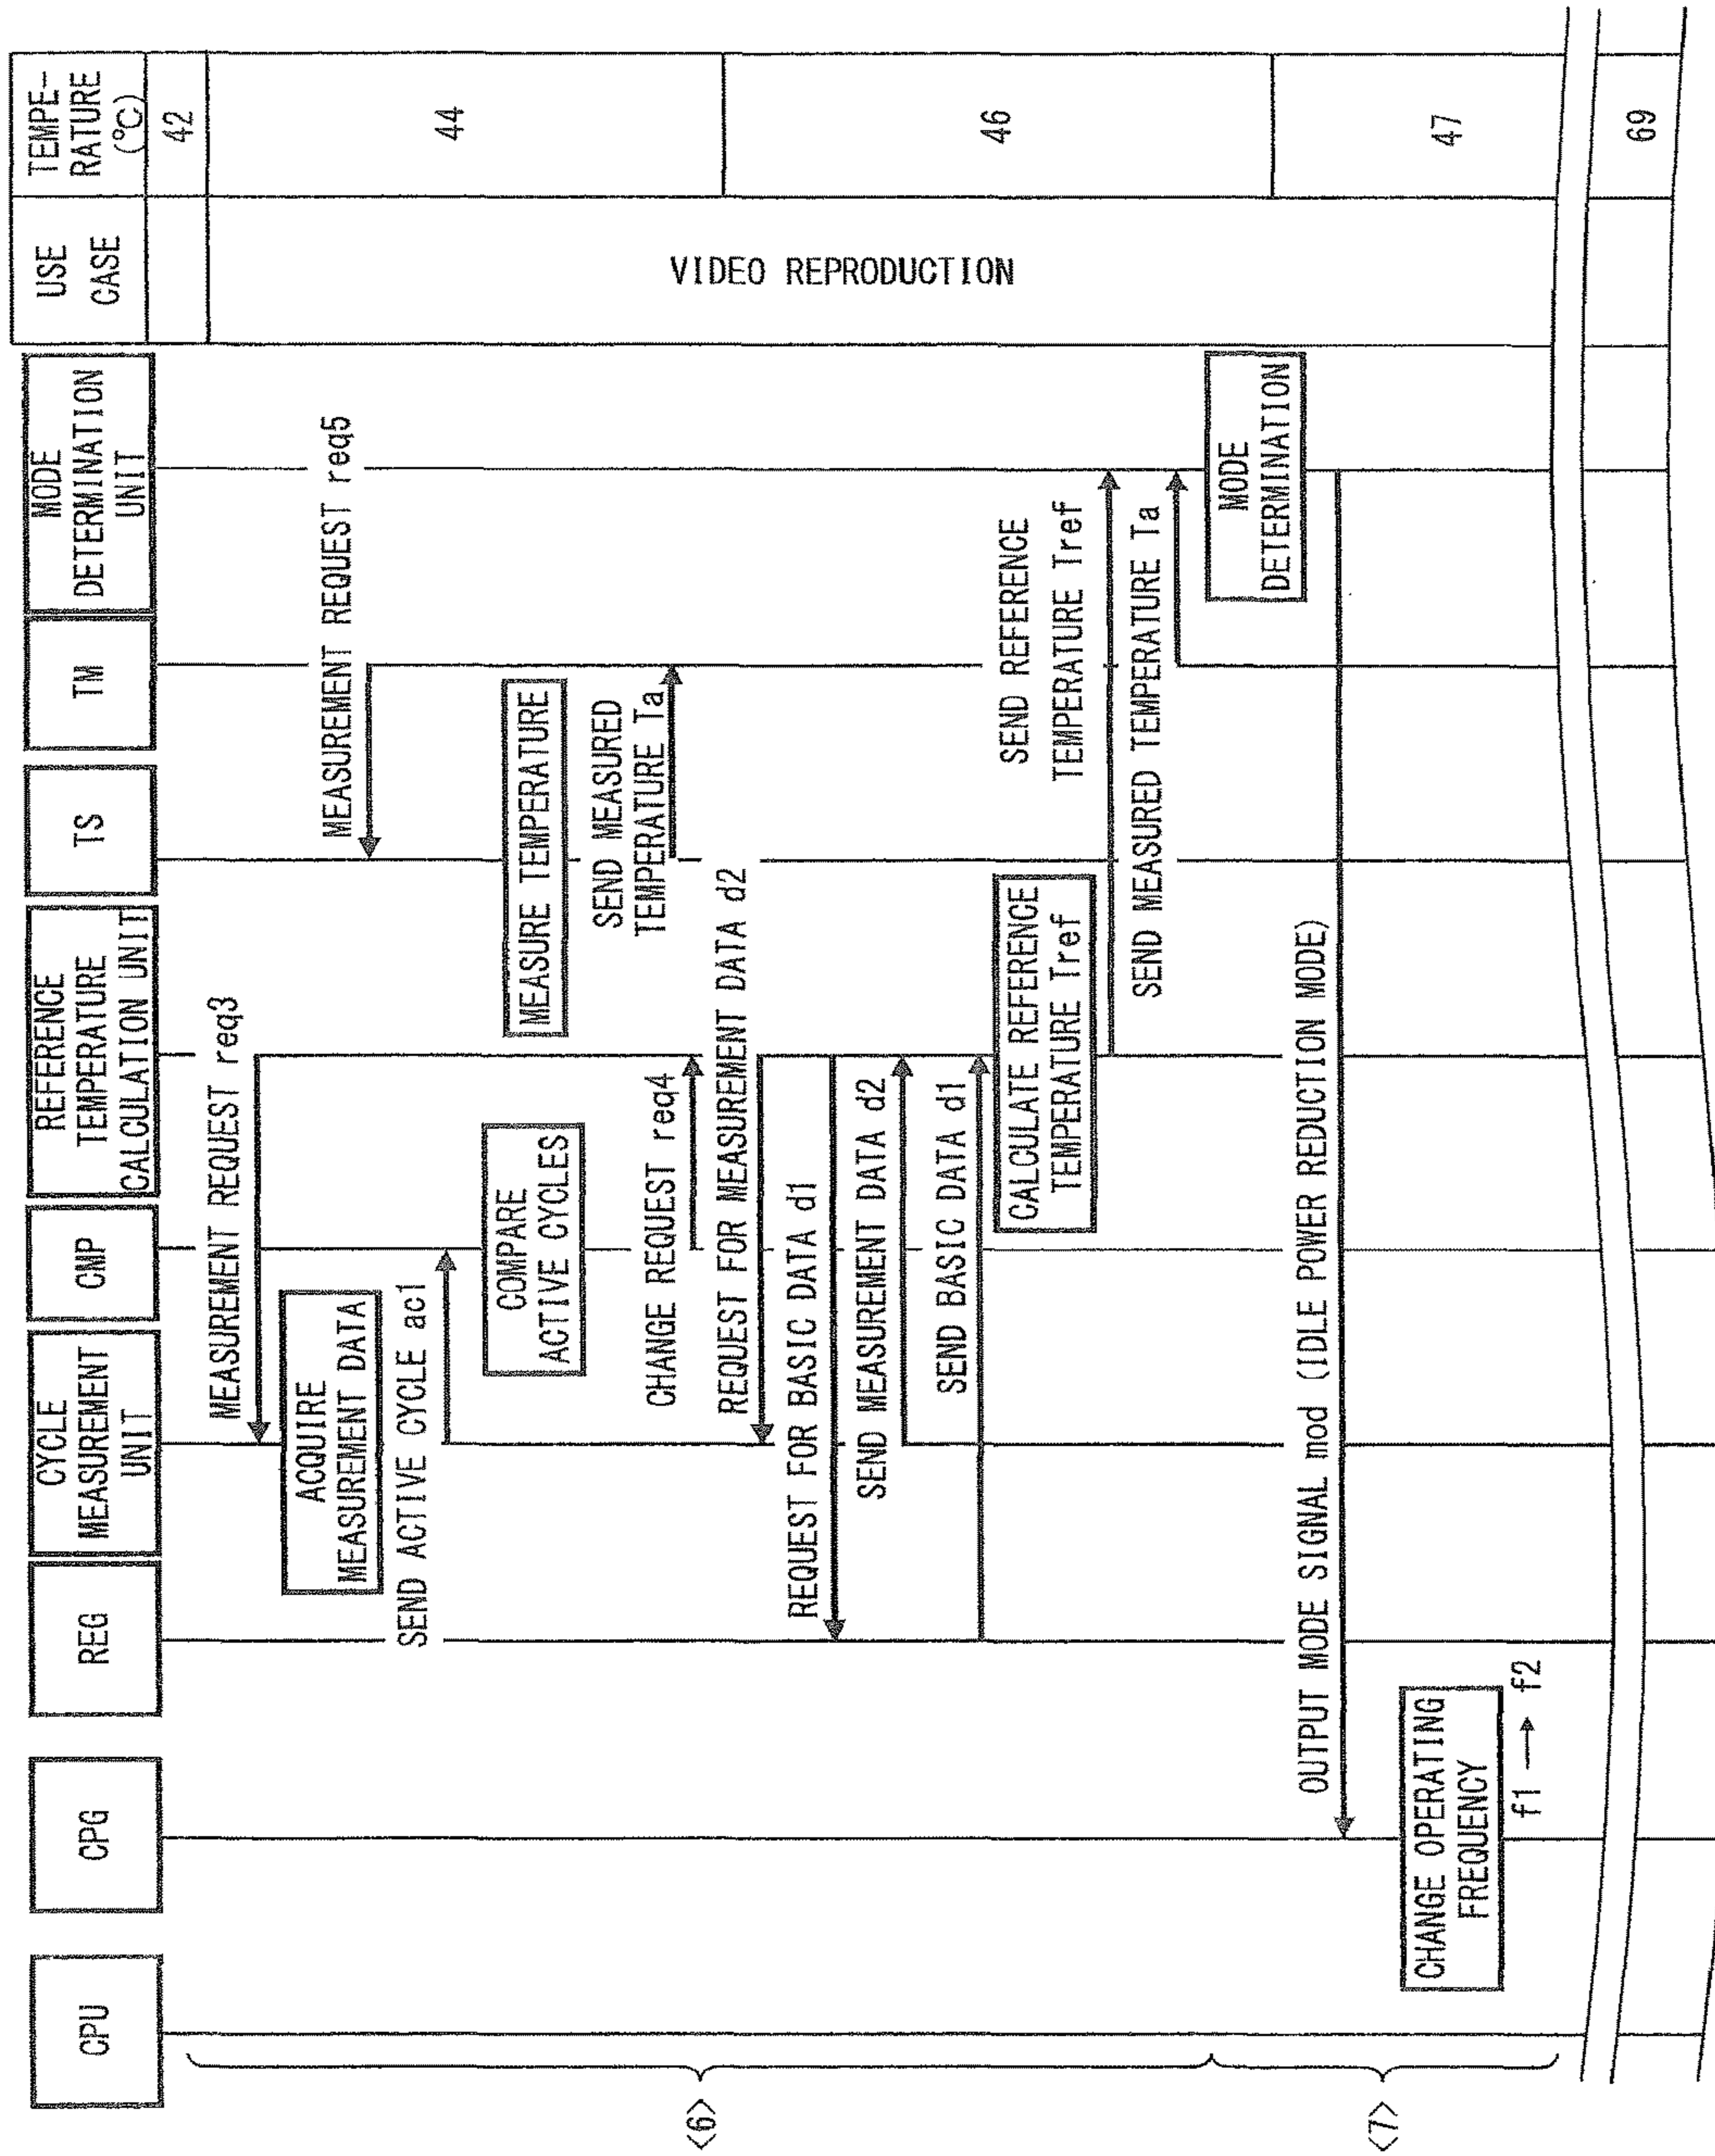 CPU
CPG
REG
CYCLE
MEASUREMENT
UNIT
CMP
REFERENCE
TEMPERATURE
CALCULATION UNIT
TS
TM
MODE
DETERMINATION
UNIT
USE
CASE
TEMPE-
RATURE
(°C)
42
MEASUREMENT REQUEST req3
ACQUIRE
MEASUREMENT DATA
MEASUREMENT REQUEST req5
SEND ACTIVE CYCLE ac1
COMPARE
ACTIVE CYCLES
MEASURE TEMPERATURE
44
SEND MEASURED
TEMPERATURE Ta
CHANGE REQUEST req4
REQUEST FOR MEASUREMENT DATA d2
REQUEST FOR BASIC DATA d1
SEND MEASUREMENT DATA d2
SEND BASIC DATA d1
VIDEO REPRODUCTION
46
CALCULATE REFERENCE
TEMPERATURE Tref
SEND REFERENCE
TEMPERATURE Tref
SEND MEASURED TEMPERATURE Ta
<6>
MODE
DETERMINATION
OUTPUT MODE SIGNAL mod (IDLE POWER REDUCTION MODE)
47
CHANGE OPERATING
FREQUENCY
f1 → f2
<7>
69